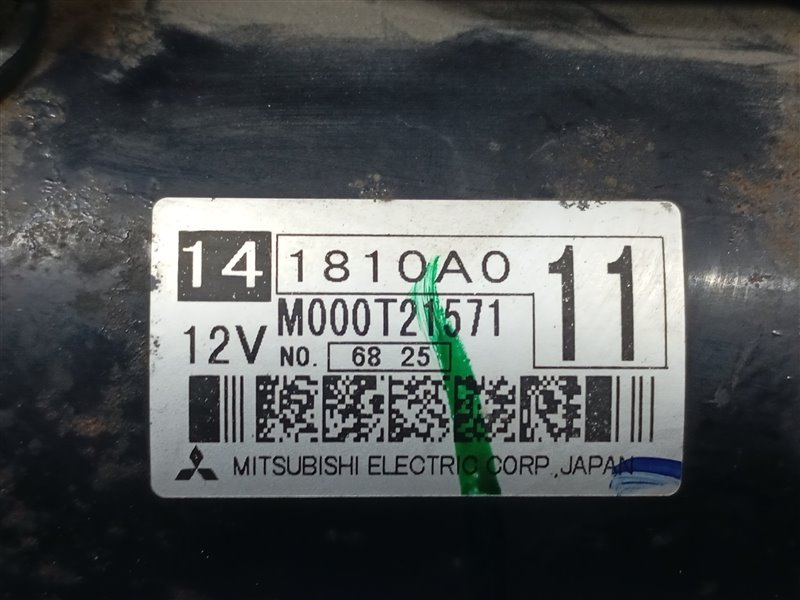 14 1810A0 11
M000T21571
12V NO. 68 25
MITSUBISHI ELECTRIC CORP., JAPAN